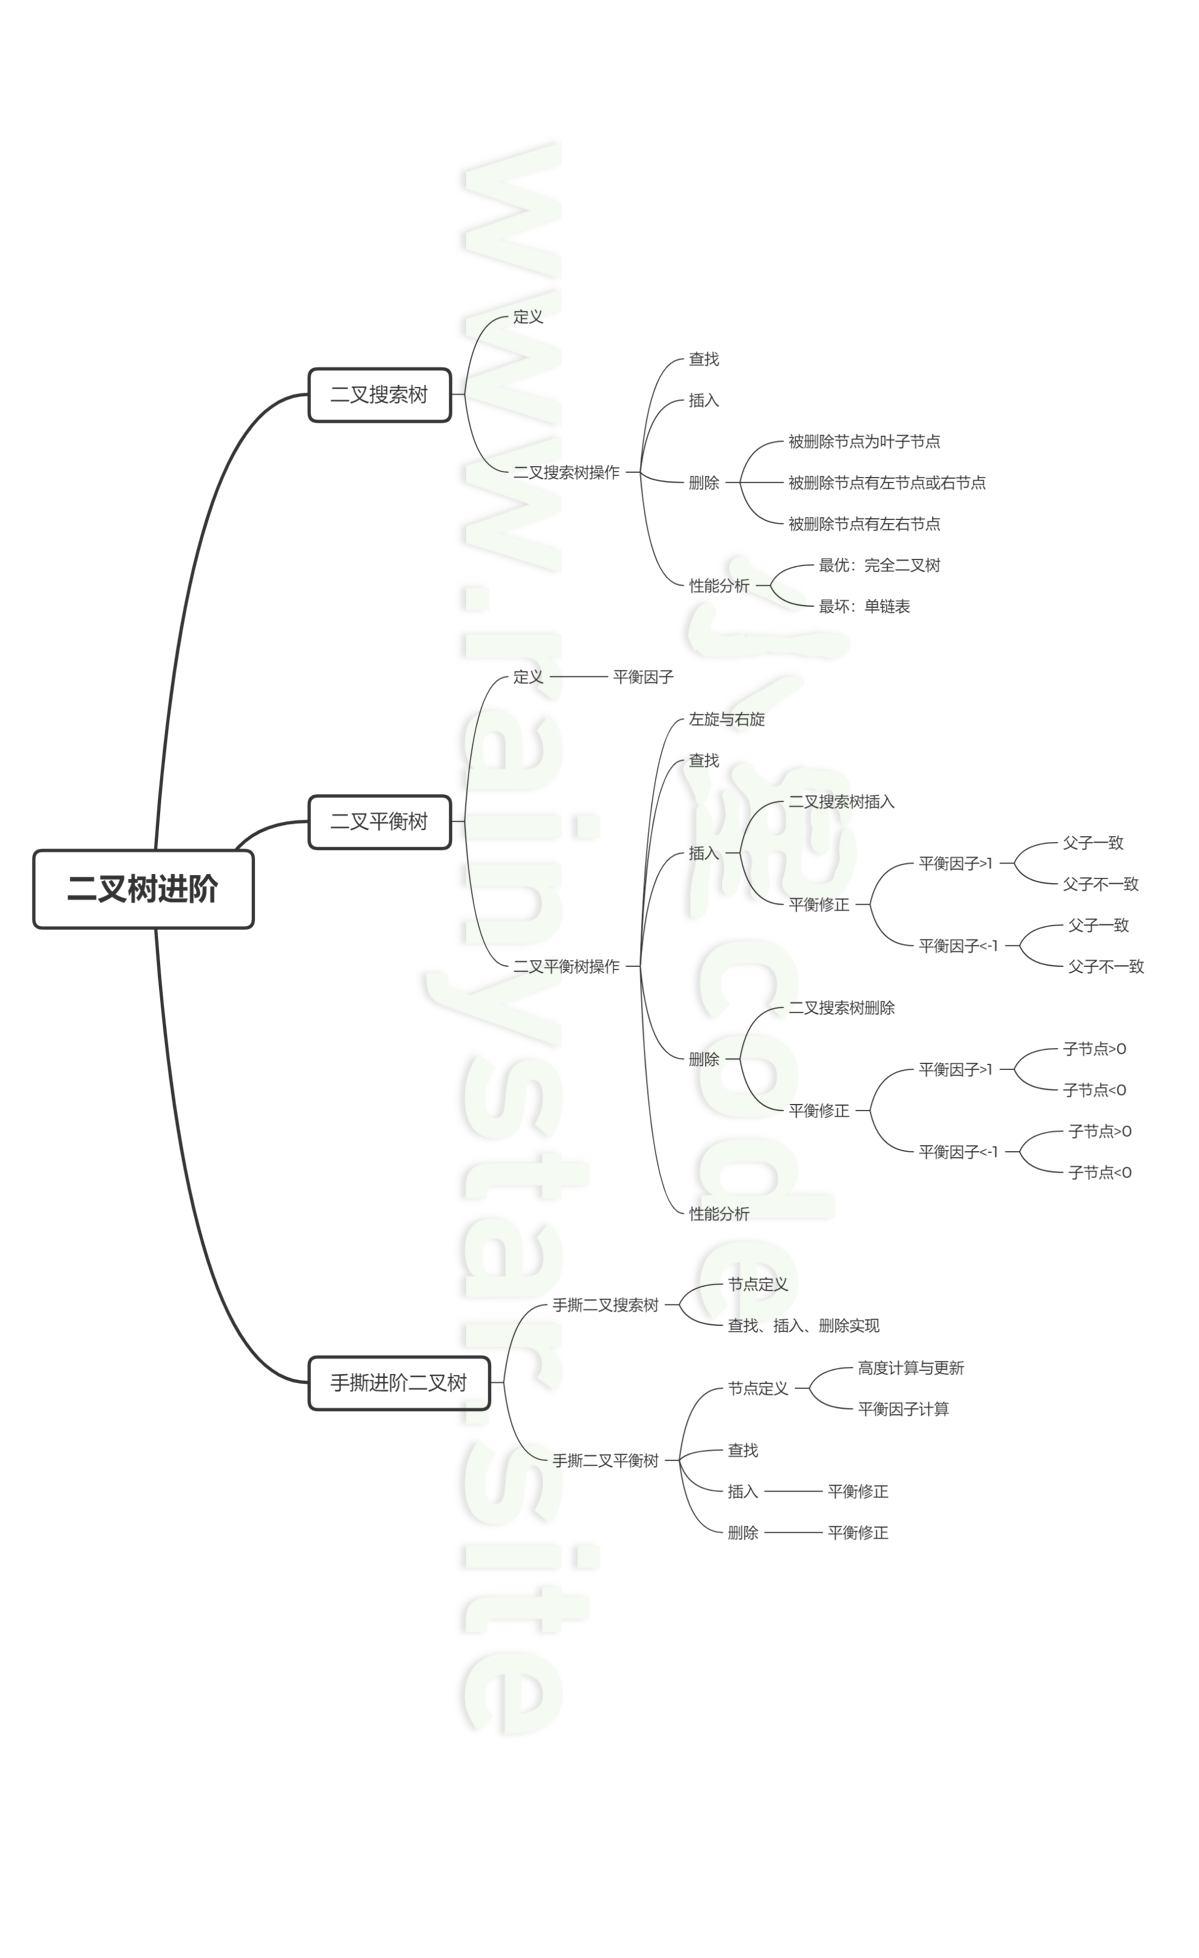 二叉树进阶
二叉搜索树
定义
二叉搜索树操作
查找
插入
删除
被删除节点为叶子节点
被删除节点有左节点或右节点
被删除节点有左右节点
性能分析
最优：完全二叉树
最坏：单链表
二叉平衡树
定义
平衡因子
二叉平衡树操作
左旋与右旋
查找
插入
二叉搜索树插入
平衡修正
平衡因子>1
父子一致
父子不一致
平衡因子<-1
父子一致
父子不一致
删除
二叉搜索树删除
平衡修正
平衡因子>1
子节点>0
子节点<0
平衡因子<-1
子节点>0
子节点<0
性能分析
手撕进阶二叉树
手撕二叉搜索树
节点定义
查找、插入、删除实现
手撕二叉平衡树
节点定义
高度计算与更新
平衡因子计算
查找
插入
平衡修正
删除
平衡修正
www.rainystar.site
code